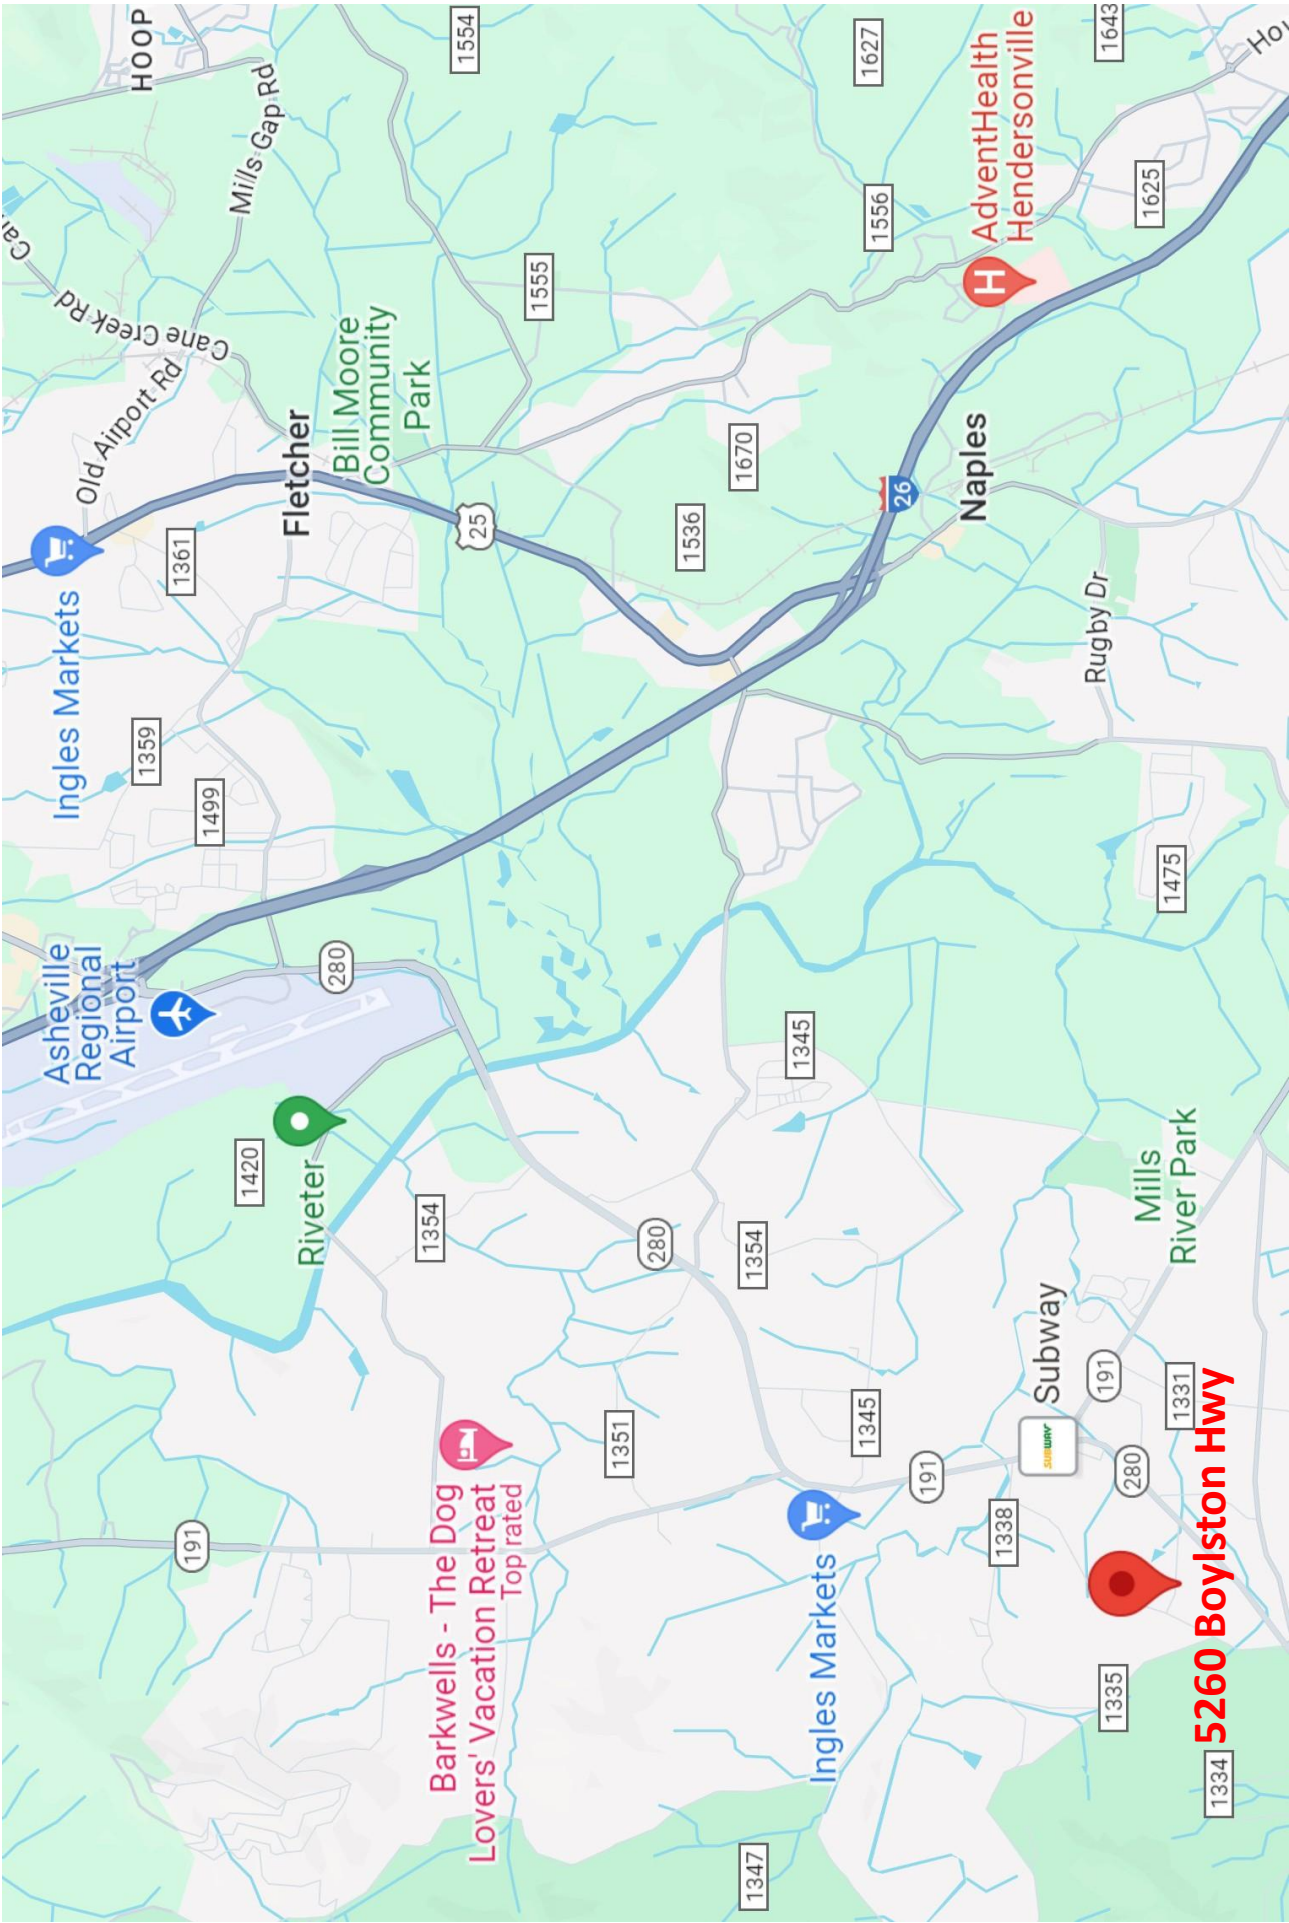 Asheville
Regional
Airport
Ingles Markets
Old Airport Rd
Cane Creek Rd
HOOP
1359
1361
191
1499
Mills Gap Rd
1420
Riveter
280
Fletcher
Bill Moore
Community
Park
1354
Barkwells - The Dog
Lovers' Vacation Retreat
Top rated
25
1554
1555
1351
280
1536
1670
1347
1354
1345
Ingles Markets
1345
1627
1556
26
191
Naples
AdventHealth
Hendersonville
1338
Subway
SUBWAY
191
Rugby Dr
1643
1335
280
Mills
River Park
1625
1475
1331
5260 Boylston Hwy
1334